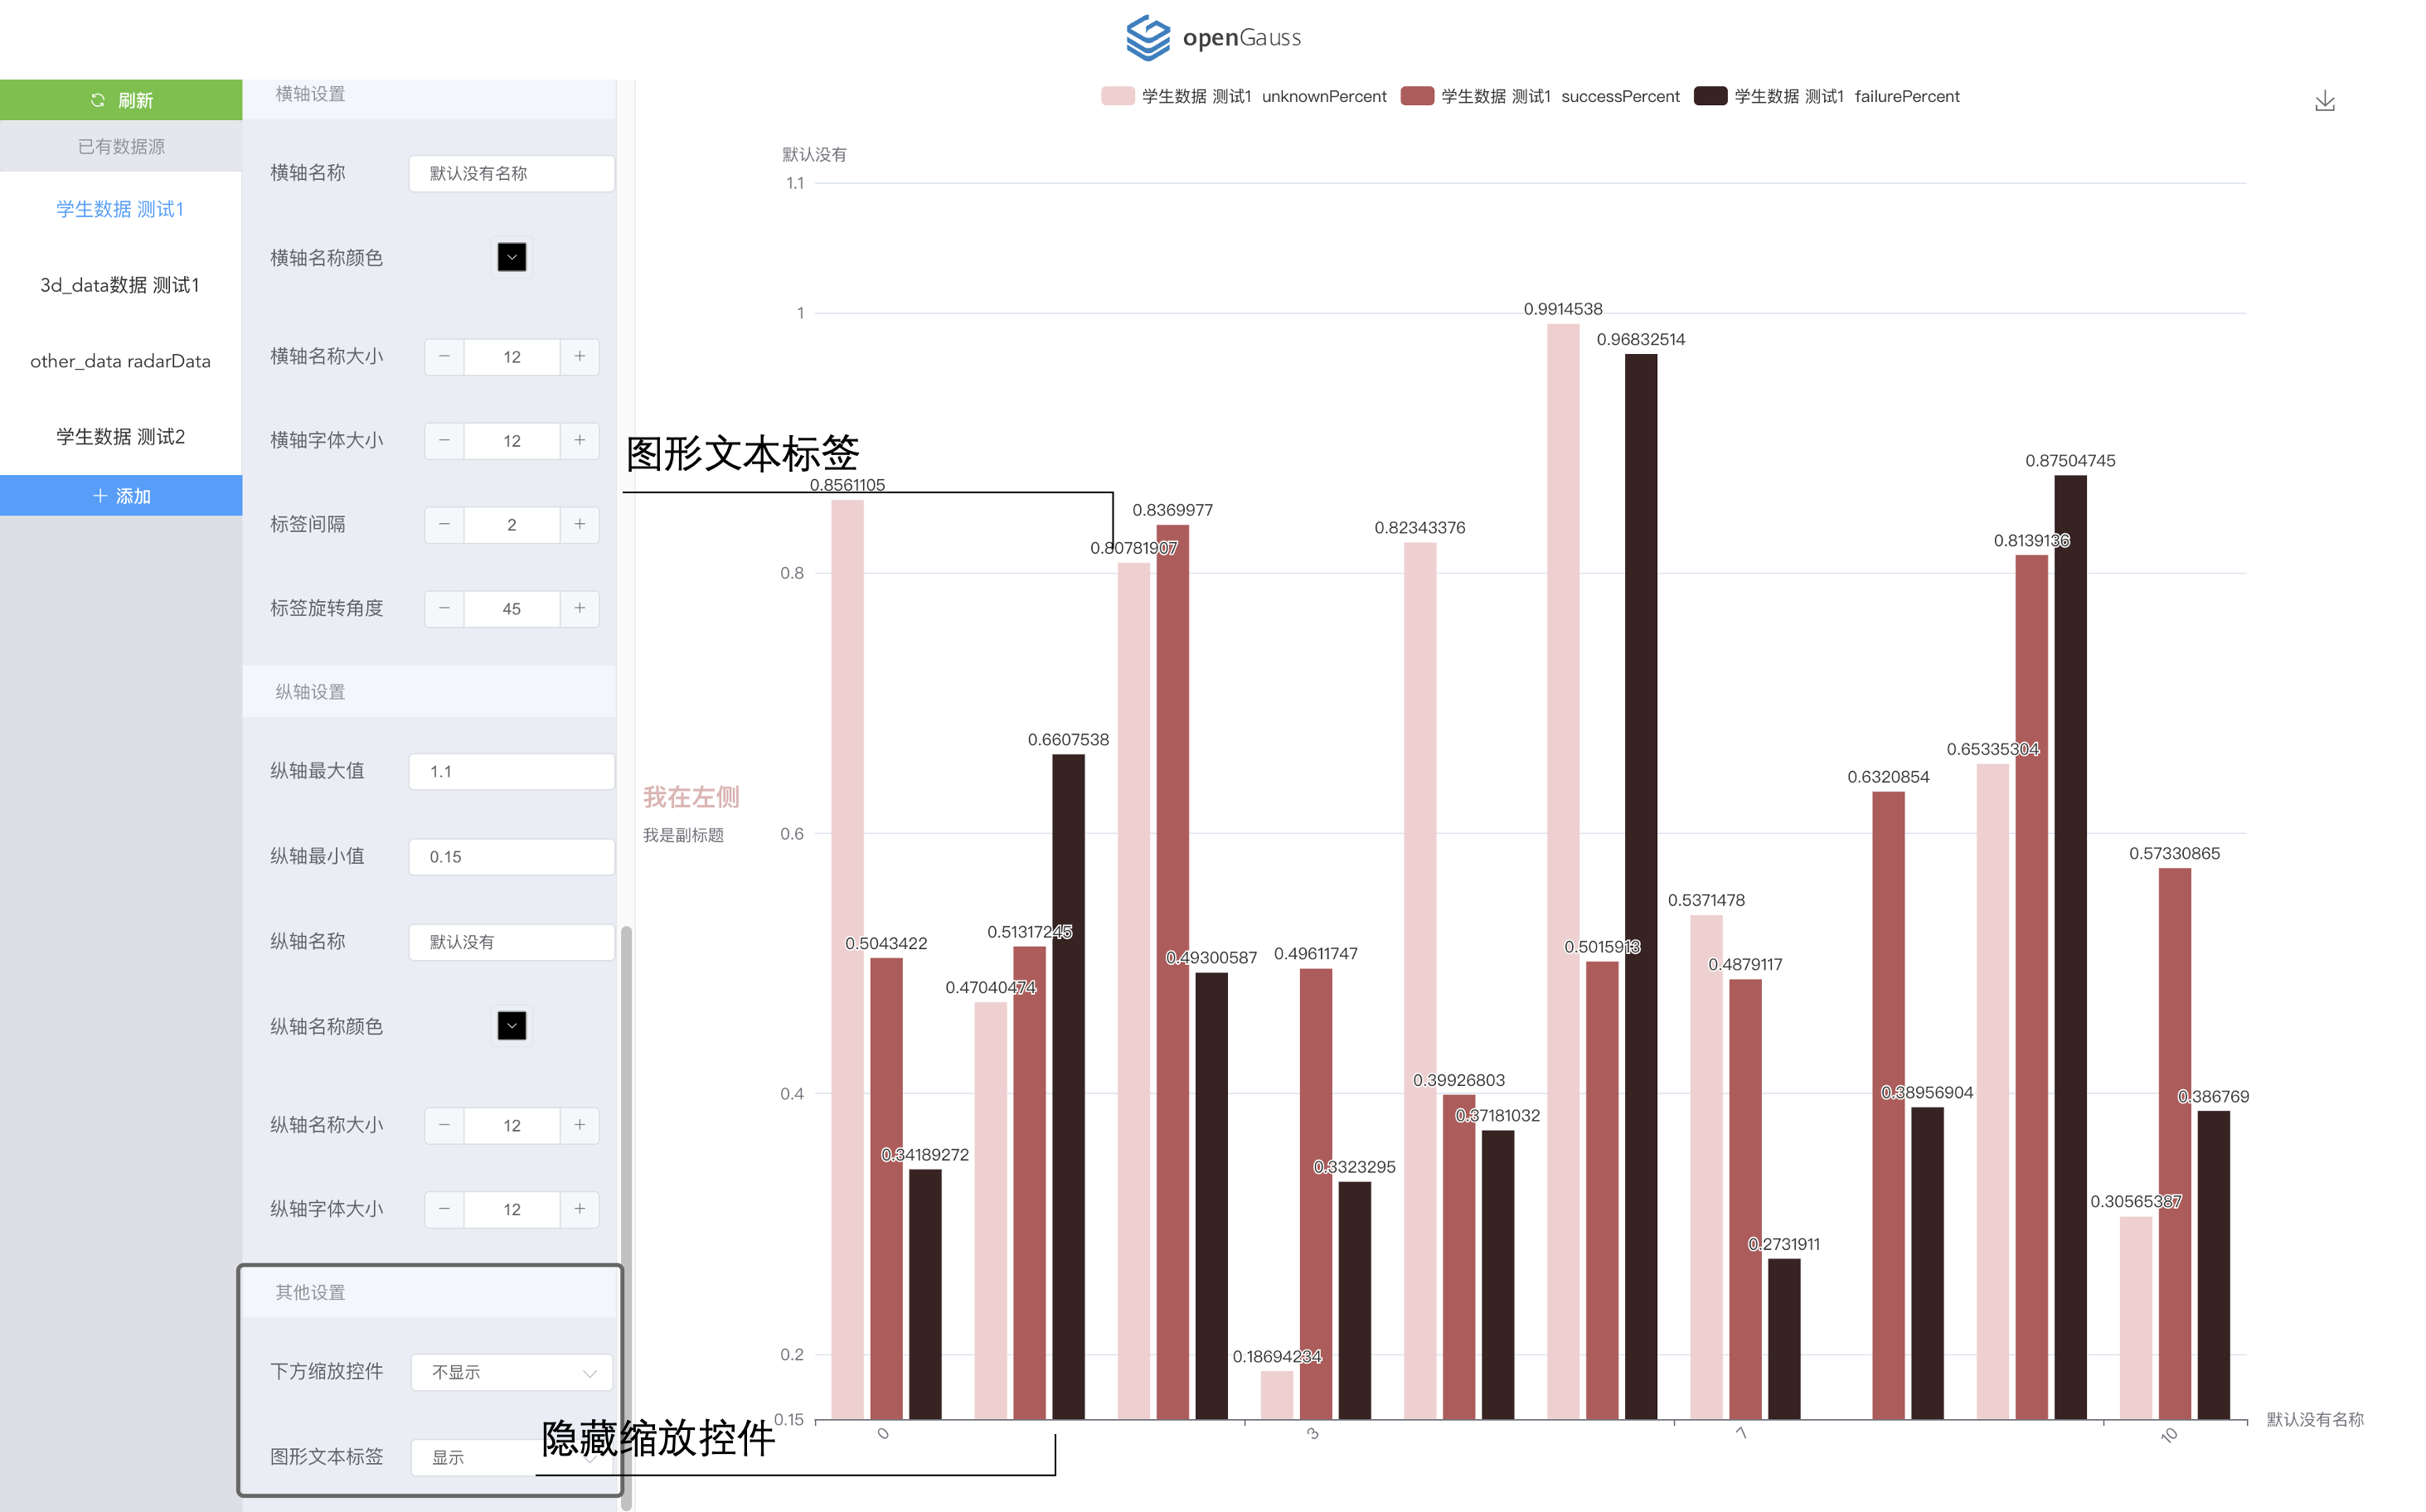 openGauss
刷新
已有数据源
学生数据 测试1
3d_data数据 测试1
other_data radarData
学生数据 测试2
添加
横轴设置
横轴名称 默认没有名称
横轴名称颜色
横轴名称大小 − 12 +
横轴字体大小 − 12 +
标签间隔 − 2 +
标签旋转角度 − 45 +
纵轴设置
纵轴最大值 1.1
纵轴最小值 0.15
纵轴名称 默认没有
纵轴名称颜色
纵轴名称大小 − 12 +
纵轴字体大小 − 12 +
其他设置
下方缩放控件 不显示
图形文本标签 显示
图形文本标签
隐藏缩放控件
学生数据 测试1 unknownPercent 学生数据 测试1 successPercent 学生数据 测试1 failurePercent
我在左侧
我是副标题
默认没有
1.1
1
0.8
0.6
0.4
0.2
0.15
0.8561105
0.5043422
0.34189272
0.47040474
0.51317245
0.6607538
0.80781907
0.8369977
0.49300587
0.18694234
0.49611747
0.3323295
0.82343376
0.39926803
0.37181032
0.9914538
0.5015913
0.96832514
0.5371478
0.4879117
0.2731911
0.6320854
0.38956904
0.65335304
0.8139136
0.87504745
0.30565387
0.57330865
0.386769
0 3 7 10
默认没有名称